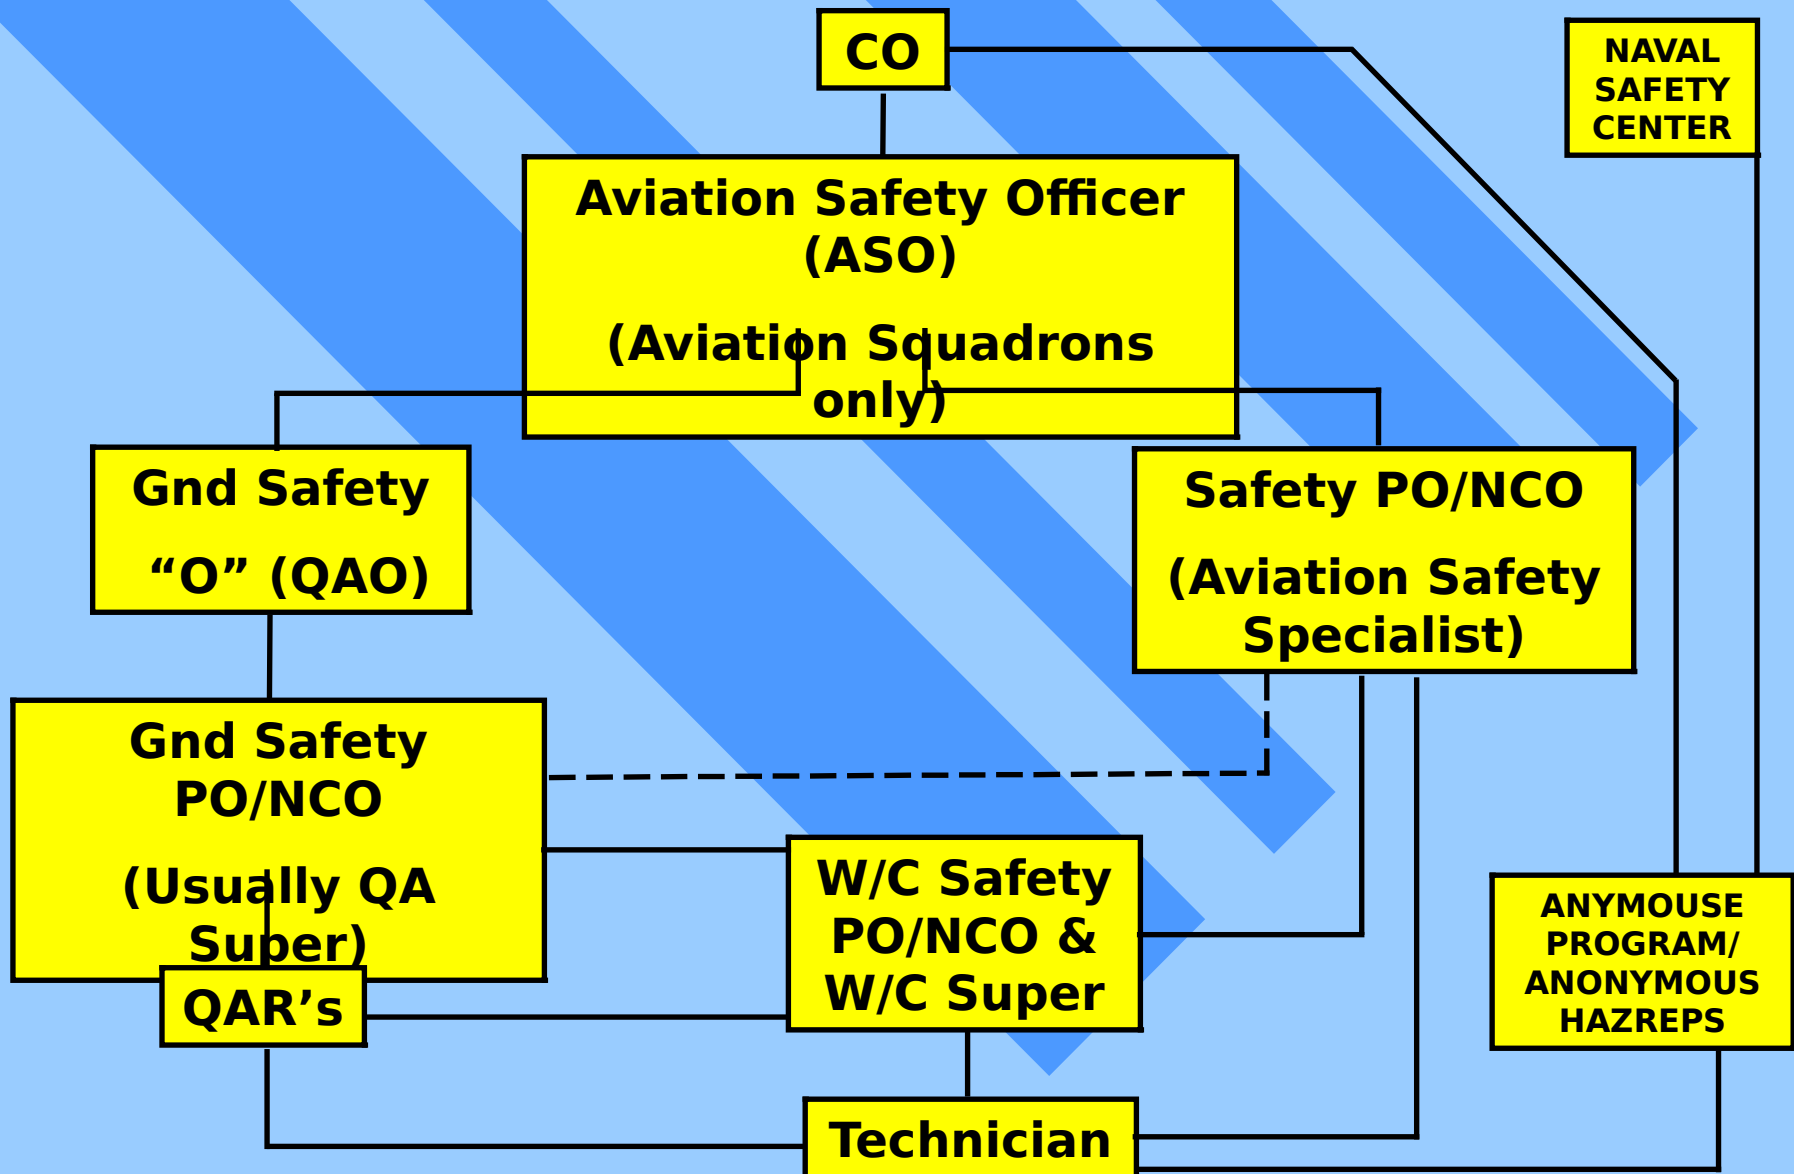 CO
NAVAL
SAFETY
CENTER
Aviation Safety Officer
(ASO)
(Aviation Squadrons
only)
Gnd Safety
“O” (QAO)
Safety PO/NCO
(Aviation Safety
Specialist)
Gnd Safety
PO/NCO
(Usually QA
Super)
W/C Safety
PO/NCO &
W/C Super
ANYMOUSE
PROGRAM/
ANONYMOUS
HAZREPS
QAR’s
Technician